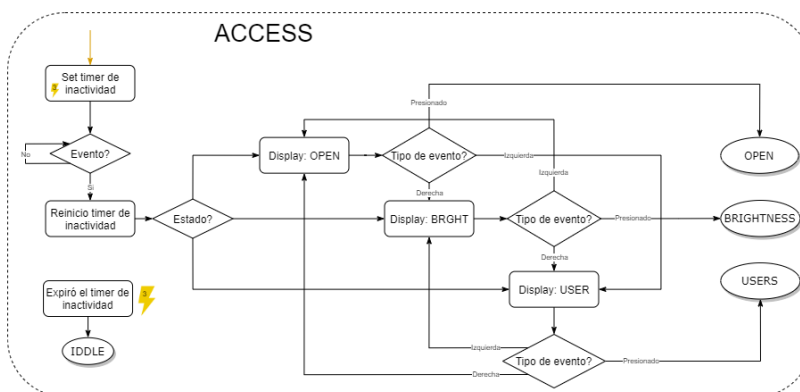 ACCESS
Set timer de
inactividad
3
Evento?
No
Si
Reinicio timer de
inactividad
Estado?
Display: OPEN
Tipo de evento?
Presionado
Izquierda
Derecha
OPEN
Display: BRGHT
Tipo de evento?
Izquierda
Presionado
Derecha
BRIGHTNESS
Display: USER
Tipo de evento?
Izquierda
Derecha
Presionado
USERS
Expiró el timer de
inactividad
3
IDDLE